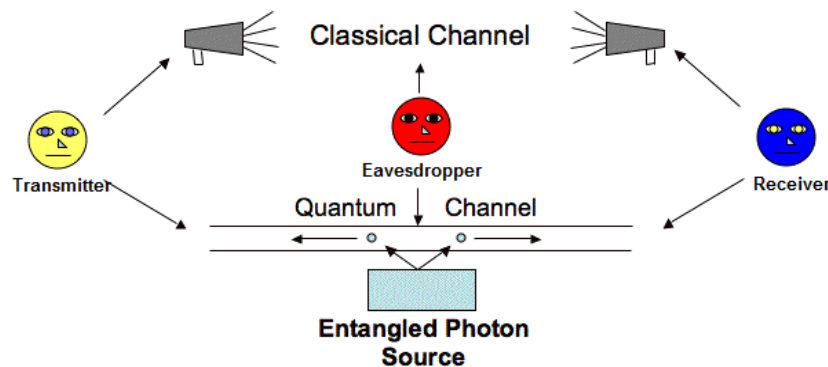 Classical Channel
Transmitter
Eavesdropper
Receiver
Quantum Channel
Entangled Photon
Source